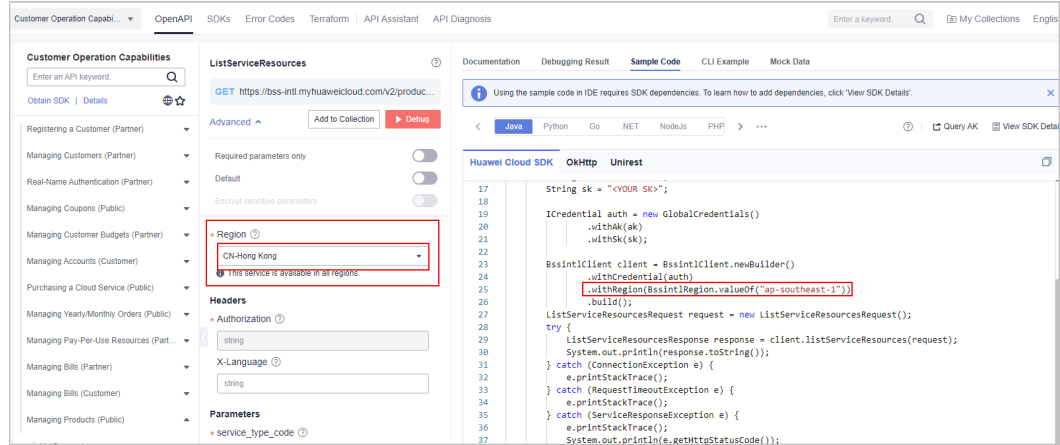 Customer Operation Capabi...
OpenAPI
SDKs
Error Codes
Terraform
API Assistant
API Diagnosis
Enter a keyword.
My Collections
Englis
Customer Operation Capabilities
Enter an API keyword.
Obtain SDK | Details
Registering a Customer (Partner)
Managing Customers (Partner)
Real-Name Authentication (Partner)
Managing Coupons (Public)
Managing Customer Budgets (Partner)
Managing Accounts (Customer)
Purchasing a Cloud Service (Public)
Managing Yearly/Monthly Orders (Public)
Managing Pay-Per-Use Resources (Part...
Managing Bills (Partner)
Managing Bills (Customer)
Managing Products (Public)
ListServiceResources
GET https://bss-intl.myhuaweicloud.com/v2/produc...
Advanced
Add to Collection
Debug
Required parameters only
Default
Encrypt sensitive parameters
* Region
CN-Hong Kong
This service is available in all regions.
Headers
* Authorization
string
X-Language
string
Parameters
* service_type_code
Documentation
Debugging Result
Sample Code
CLI Example
Mock Data
Using the sample code in IDE requires SDK dependencies. To learn how to add dependencies, click 'View SDK Details'.
Java
Python
Go
.NET
NodeJs
PHP
Query AK
View SDK Detai
Huawei Cloud SDK
OkHttp
Unirest
17 String sk = "<YOUR SK>";
18
19 ICredential auth = new GlobalCredentials()
20 .withAk(ak)
21 .withSk(sk);
22
23 BssintlClient client = BssintlClient.newBuilder()
24 .withCredential(auth)
25 .withRegion(BssintlRegion.valueOf("ap-southeast-1"))
26 .build();
27 ListServiceResourcesRequest request = new ListServiceResourcesRequest();
28 try {
29 ListServiceResourcesResponse response = client.listServiceResources(request);
30 System.out.println(response.toString());
31 } catch (ConnectionException e) {
32 e.printStackTrace();
33 } catch (RequestTimeoutException e) {
34 e.printStackTrace();
35 } catch (ServiceResponseException e) {
36 e.printStackTrace();
37 System.out.println(e.getHttpStatusCode());